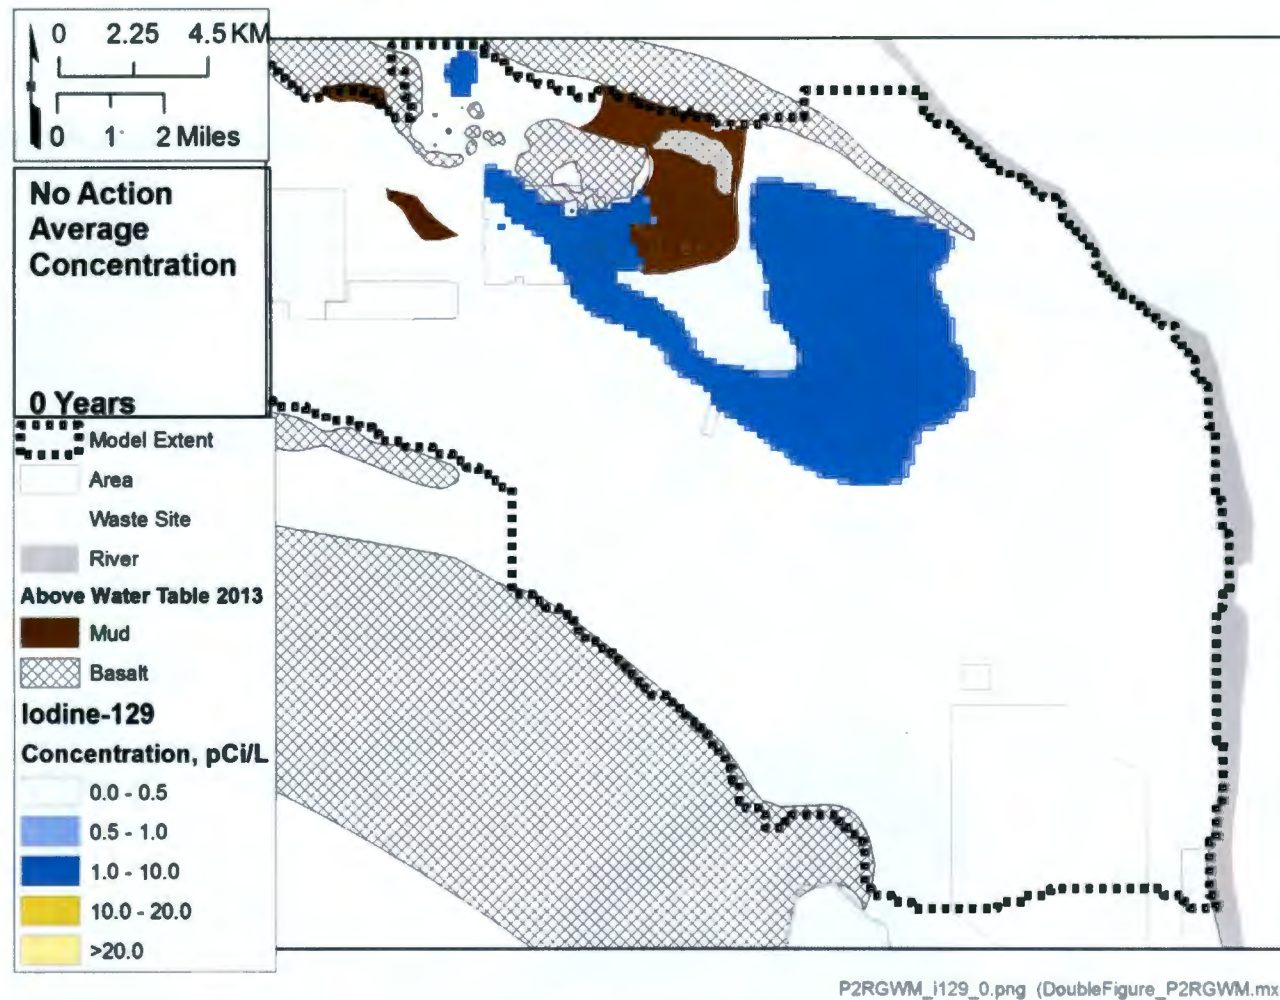 0 2.25 4.5 KM
0 1 2 Miles
No Action
Average
Concentration
0 Years
Model Extent
Area
Waste Site
River
Above Water Table 2013
Mud
Basalt
Iodine-129
Concentration, pCi/L
0.0 - 0.5
0.5 - 1.0
1.0 - 10.0
10.0 - 20.0
>20.0
P2RGWM_i129_0.png (DoubleFigure_P2RGWM.mx